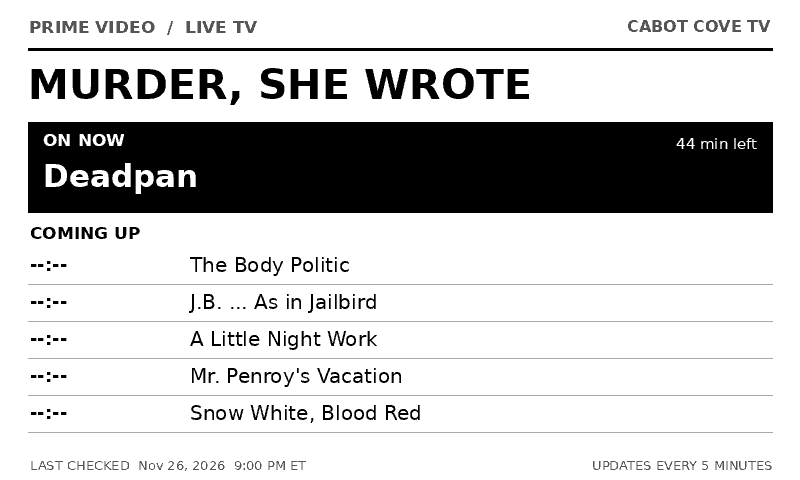 PRIME VIDEO / LIVE TV
CABOT COVE TV
MURDER, SHE WROTE
ON NOW
44 min left
Deadpan
COMING UP
--:-- The Body Politic
--:-- J.B. ... As in Jailbird
--:-- A Little Night Work
--:-- Mr. Penroy's Vacation
--:-- Snow White, Blood Red
LAST CHECKED Nov 26, 2026 9:00 PM ET
UPDATES EVERY 5 MINUTES